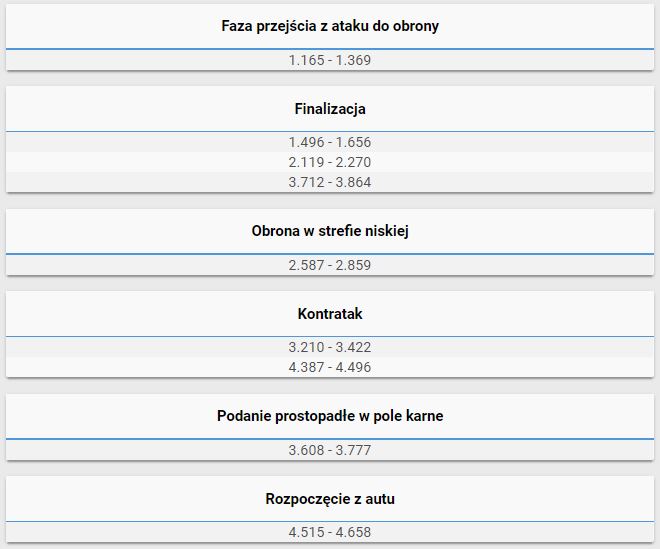 Faza przejścia z ataku do obrony
1.165 - 1.369
Finalizacja
1.496 - 1.656
2.119 - 2.270
3.712 - 3.864
Obrona w strefie niskiej
2.587 - 2.859
Kontratak
3.210 - 3.422
4.387 - 4.496
Podanie prostopadłe w pole karne
3.608 - 3.777
Rozpoczęcie z autu
4.515 - 4.658